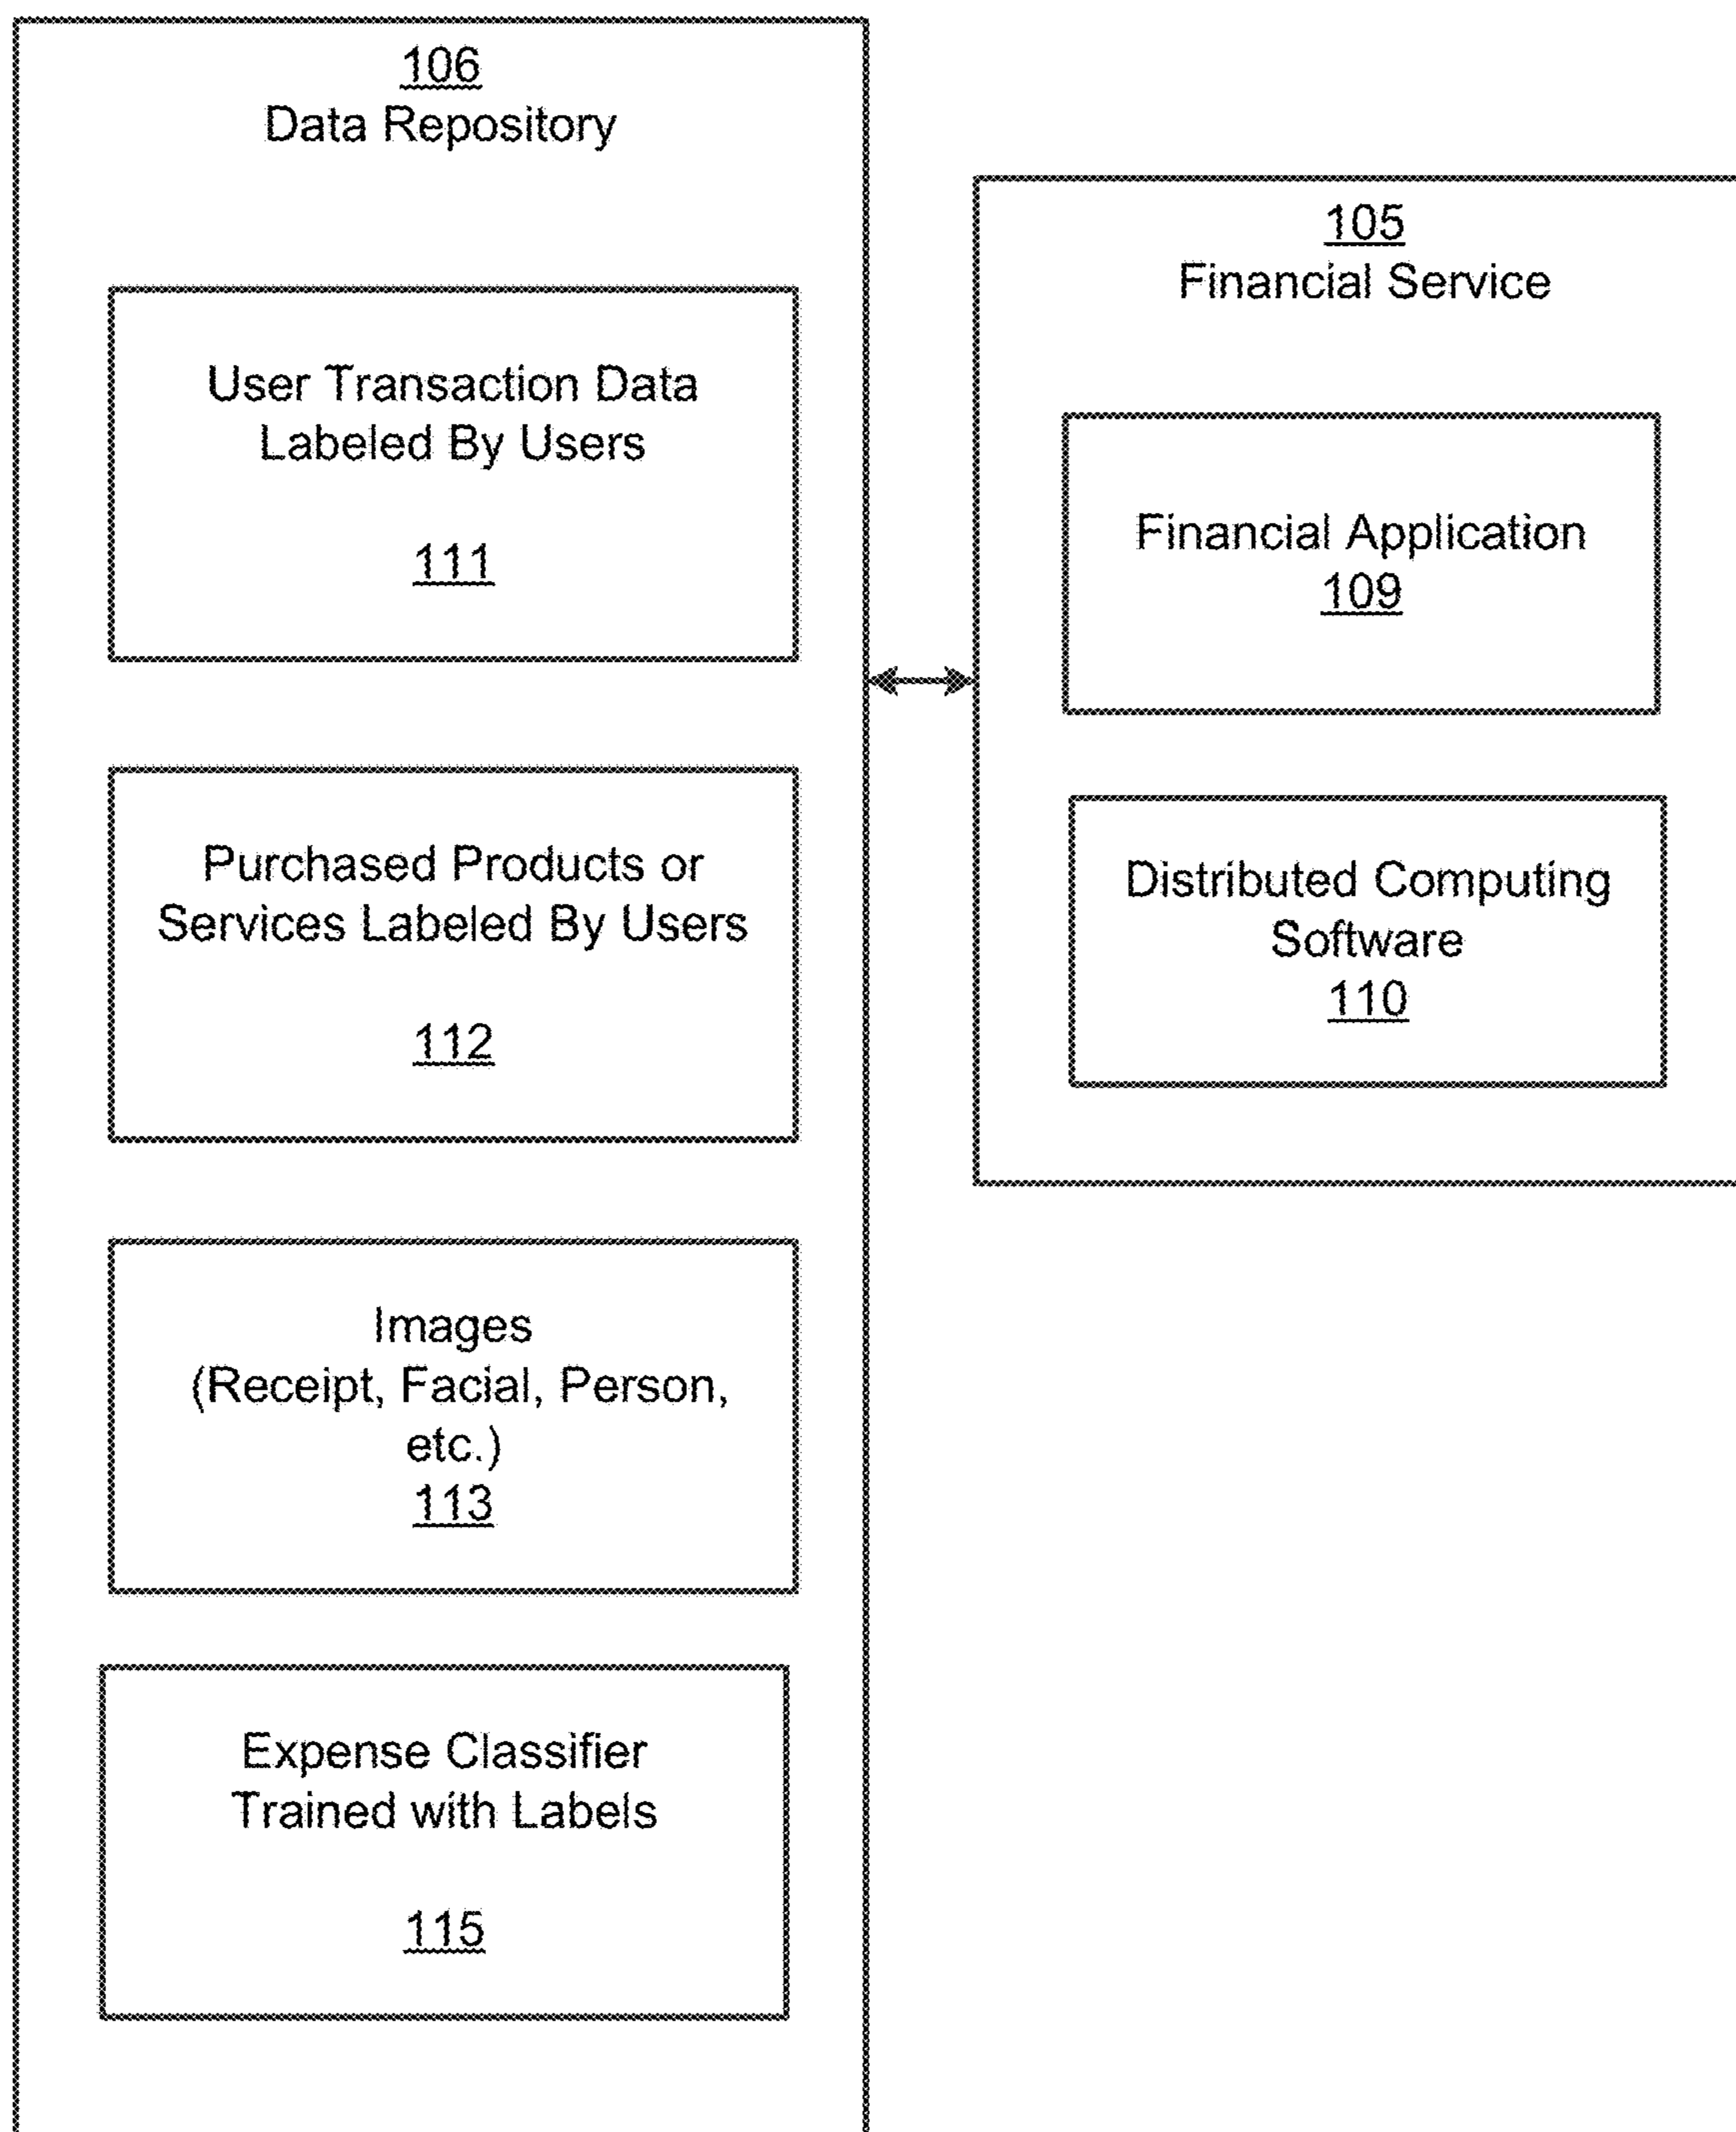 106
Data Repository
User Transaction Data
Labeled By Users
111
Purchased Products or
Services Labeled By Users
112
Images
(Receipt, Facial, Person,
etc.)
113
Expense Classifier
Trained with Labels
115
105
Financial Service
Financial Application
109
Distributed Computing
Software
110